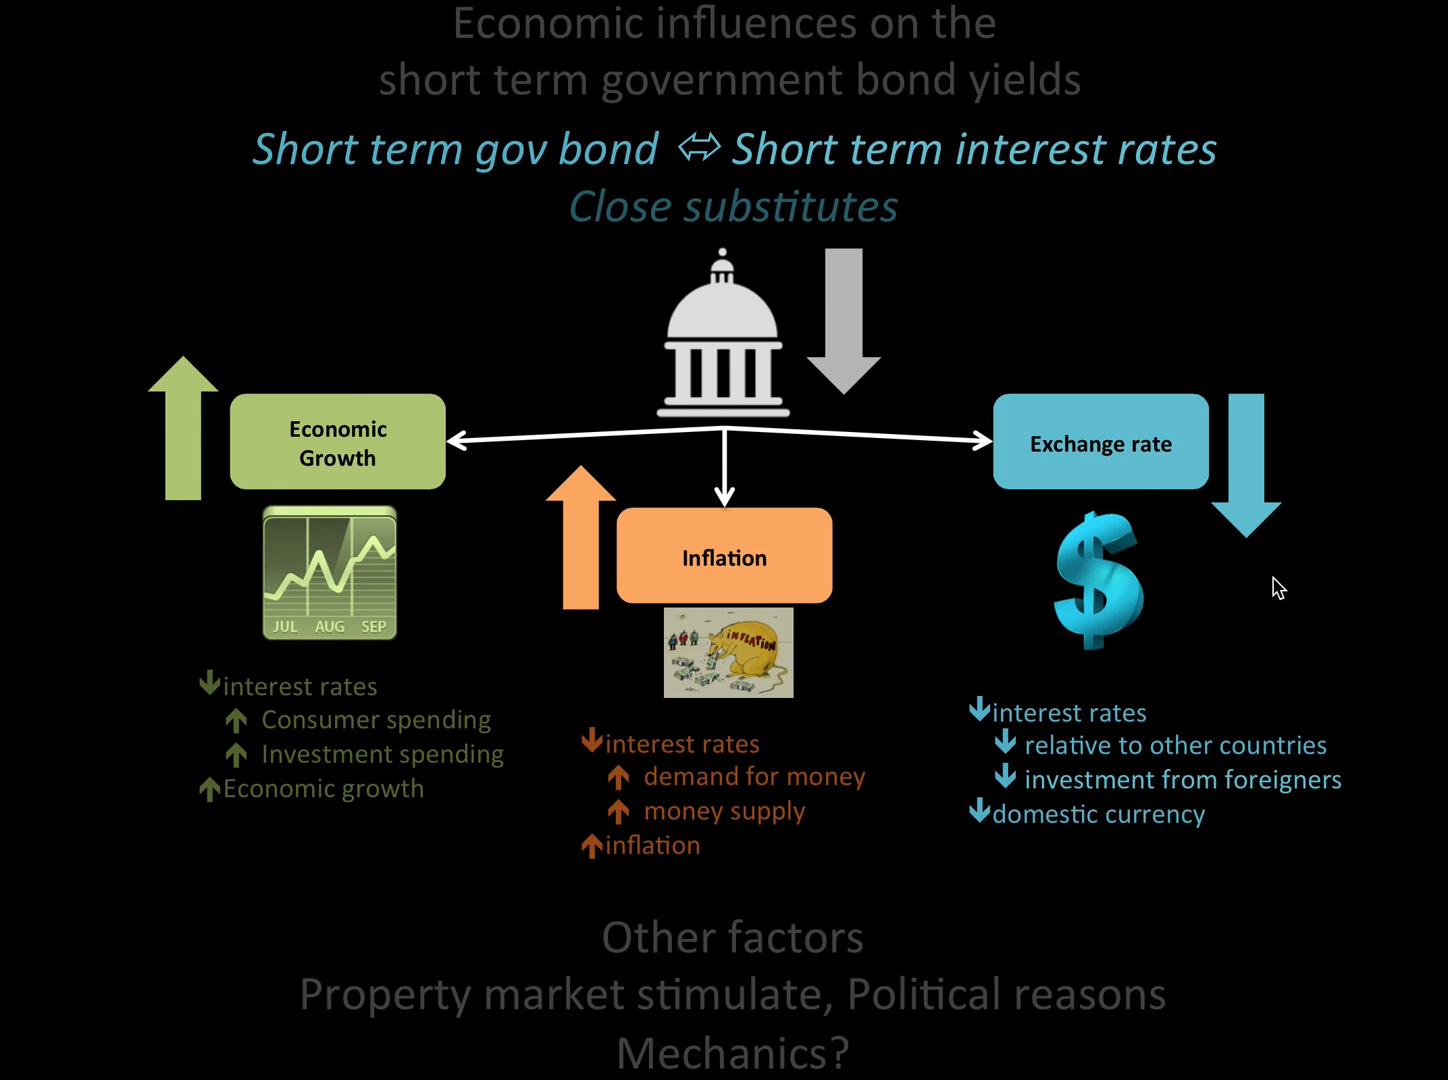 Economic influences on the
short term government bond yields
Short term gov bond ⬄ Short term interest rates
Close substitutes
Economic
Growth
Exchange rate
Inflation
JUL AUG SEP
INFLATION
🡇interest rates
🡅 Consumer spending
🡅 Investment spending
🡅Economic growth
🡇interest rates
🡅 demand for money
🡅 money supply
🡅inflation
🡇interest rates
🡇 relative to other countries
🡇 investment from foreigners
🡇domestic currency
Other factors
Property market stimulate, Political reasons
Mechanics?